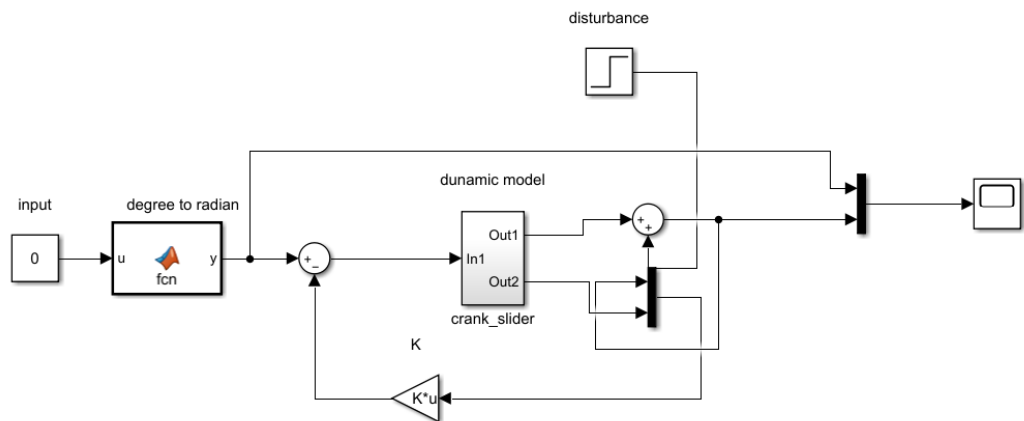 disturbance
dunamic model
input
degree to radian
0
u
y
fcn
+
−
In1
Out1
Out2
crank_slider
+
+
K
K*u